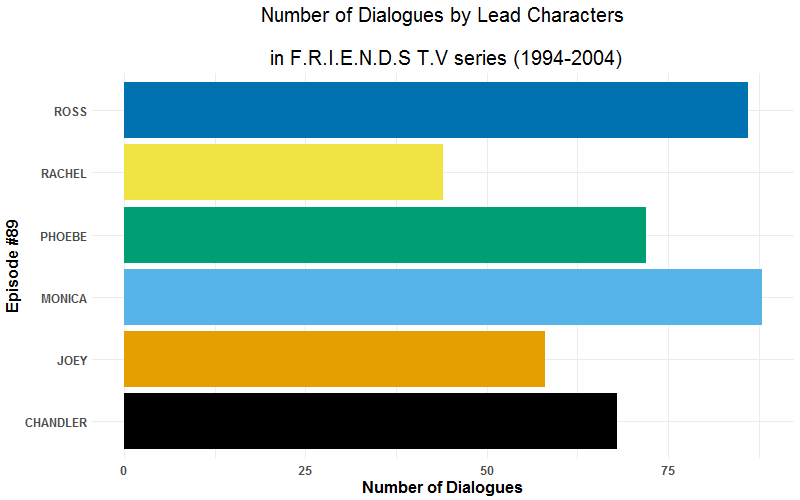 Number of Dialogues by Lead Characters
in F.R.I.E.N.D.S T.V series (1994-2004)
Episode #89
ROSS
RACHEL
PHOEBE
MONICA
JOEY
CHANDLER
0 25 50 75
Number of Dialogues